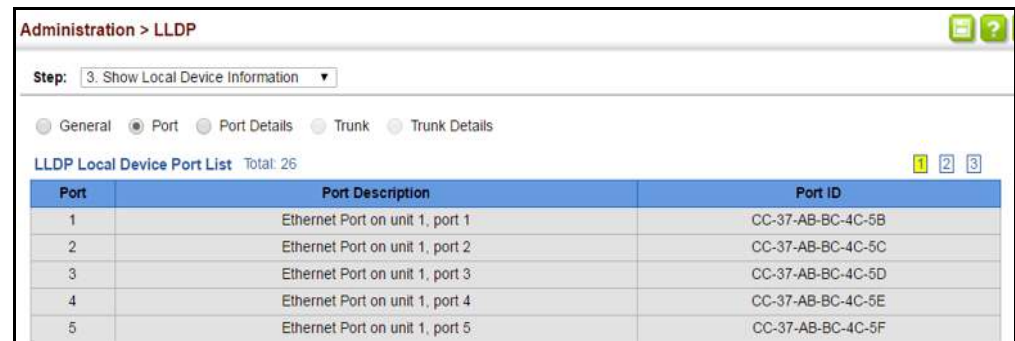 Administration > LLDP
?
Step: 3. Show Local Device Information
General Port Port Details Trunk Trunk Details
LLDP Local Device Port List Total: 26 1 2 3
Port Port Description Port ID
1 Ethernet Port on unit 1, port 1 CC-37-AB-BC-4C-5B
2 Ethernet Port on unit 1, port 2 CC-37-AB-BC-4C-5C
3 Ethernet Port on unit 1, port 3 CC-37-AB-BC-4C-5D
4 Ethernet Port on unit 1, port 4 CC-37-AB-BC-4C-5E
5 Ethernet Port on unit 1, port 5 CC-37-AB-BC-4C-5F